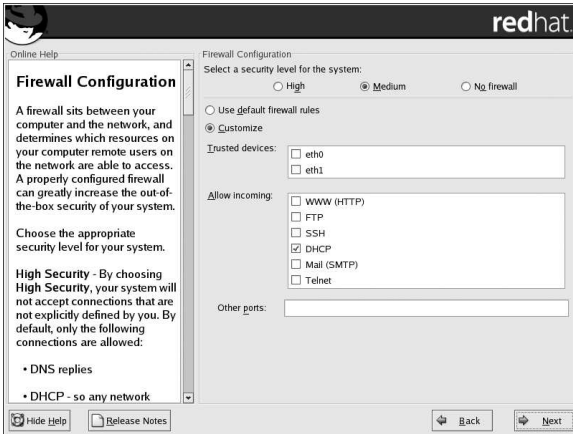 redhat.
Online Help
Firewall Configuration
A firewall sits between your
computer and the network, and
determines which resources on
your computer remote users on
the network are able to access.
A properly configured firewall
can greatly increase the out-of-
the-box security of your system.
Choose the appropriate
security level for your system.
High Security - By choosing
High Security, your system will
not accept connections that are
not explicitly defined by you. By
default, only the following
connections are allowed:
• DNS replies
• DHCP - so any network
Firewall Configuration
Select a security level for the system:
High Medium No firewall
Use default firewall rules
Customize
Trusted devices:
eth0
eth1
Allow incoming:
WWW (HTTP)
FTP
SSH
DHCP
Mail (SMTP)
Telnet
Other ports:
Hide Help Release Notes Back Next